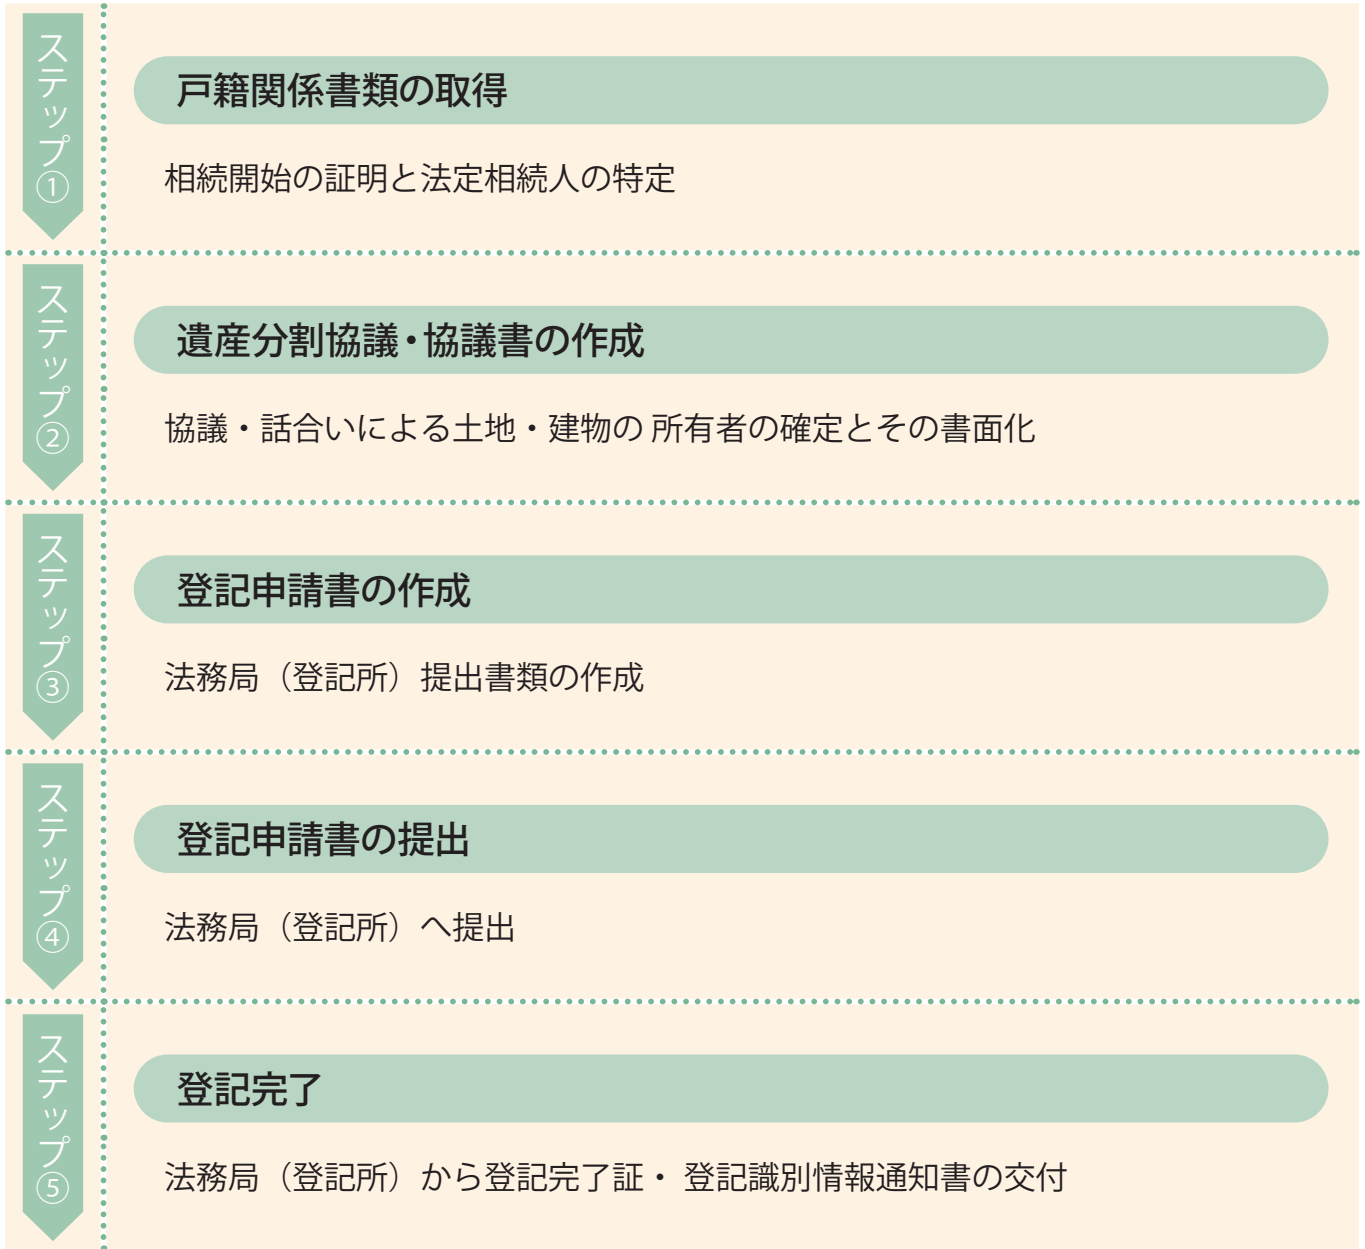 ステップ①
戸籍関係書類の取得
相続開始の証明と法定相続人の特定
ステップ②
遺産分割協議・協議書の作成
協議・話合いによる土地・建物の 所有者の確定とその書面化
ステップ③
登記申請書の作成
法務局（登記所）提出書類の作成
ステップ④
登記申請書の提出
法務局（登記所）へ提出
ステップ⑤
登記完了
法務局（登記所）から登記完了証・ 登記識別情報通知書の交付